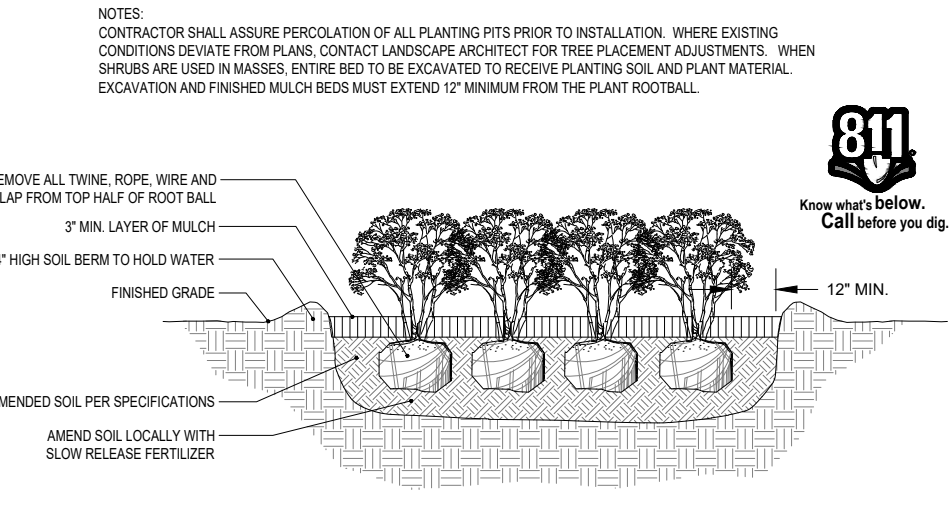 NOTES:
CONTRACTOR SHALL ASSURE PERCOLATION OF ALL PLANTING PITS PRIOR TO INSTALLATION. WHERE EXISTING
CONDITIONS DEVIATE FROM PLANS, CONTACT LANDSCAPE ARCHITECT FOR TREE PLACEMENT ADJUSTMENTS. WHEN
SHRUBS ARE USED IN MASSES, ENTIRE BED TO BE EXCAVATED TO RECEIVE PLANTING SOIL AND PLANT MATERIAL.
EXCAVATION AND FINISHED MULCH BEDS MUST EXTEND 12" MINIMUM FROM THE PLANT ROOTBALL.
811
Know what's below.
Call before you dig.
EMOVE ALL TWINE, ROPE, WIRE AND
LAP FROM TOP HALF OF ROOT BALL
3" MIN. LAYER OF MULCH
" HIGH SOIL BERM TO HOLD WATER
FINISHED GRADE
12" MIN.
MENDED SOIL PER SPECIFICATIONS
AMEND SOIL LOCALLY WITH
SLOW RELEASE FERTILIZER